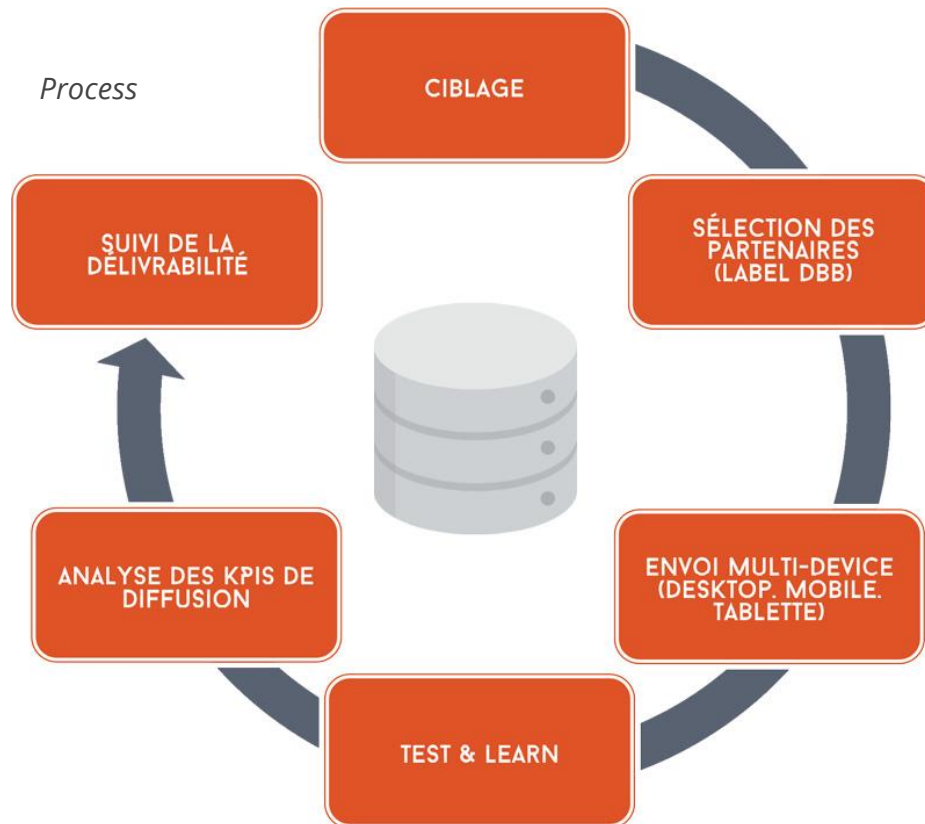 Process
CIBLAGE
SÉLECTION DES
PARTENAIRES
(LABEL DBB)
ENVOI MULTI-DEVICE
(DESKTOP, MOBILE,
TABLETTE)
TEST & LEARN
ANALYSE DES KPIS DE
DIFFUSION
SUIVI DE LA
DÉLIVRABILITÉ